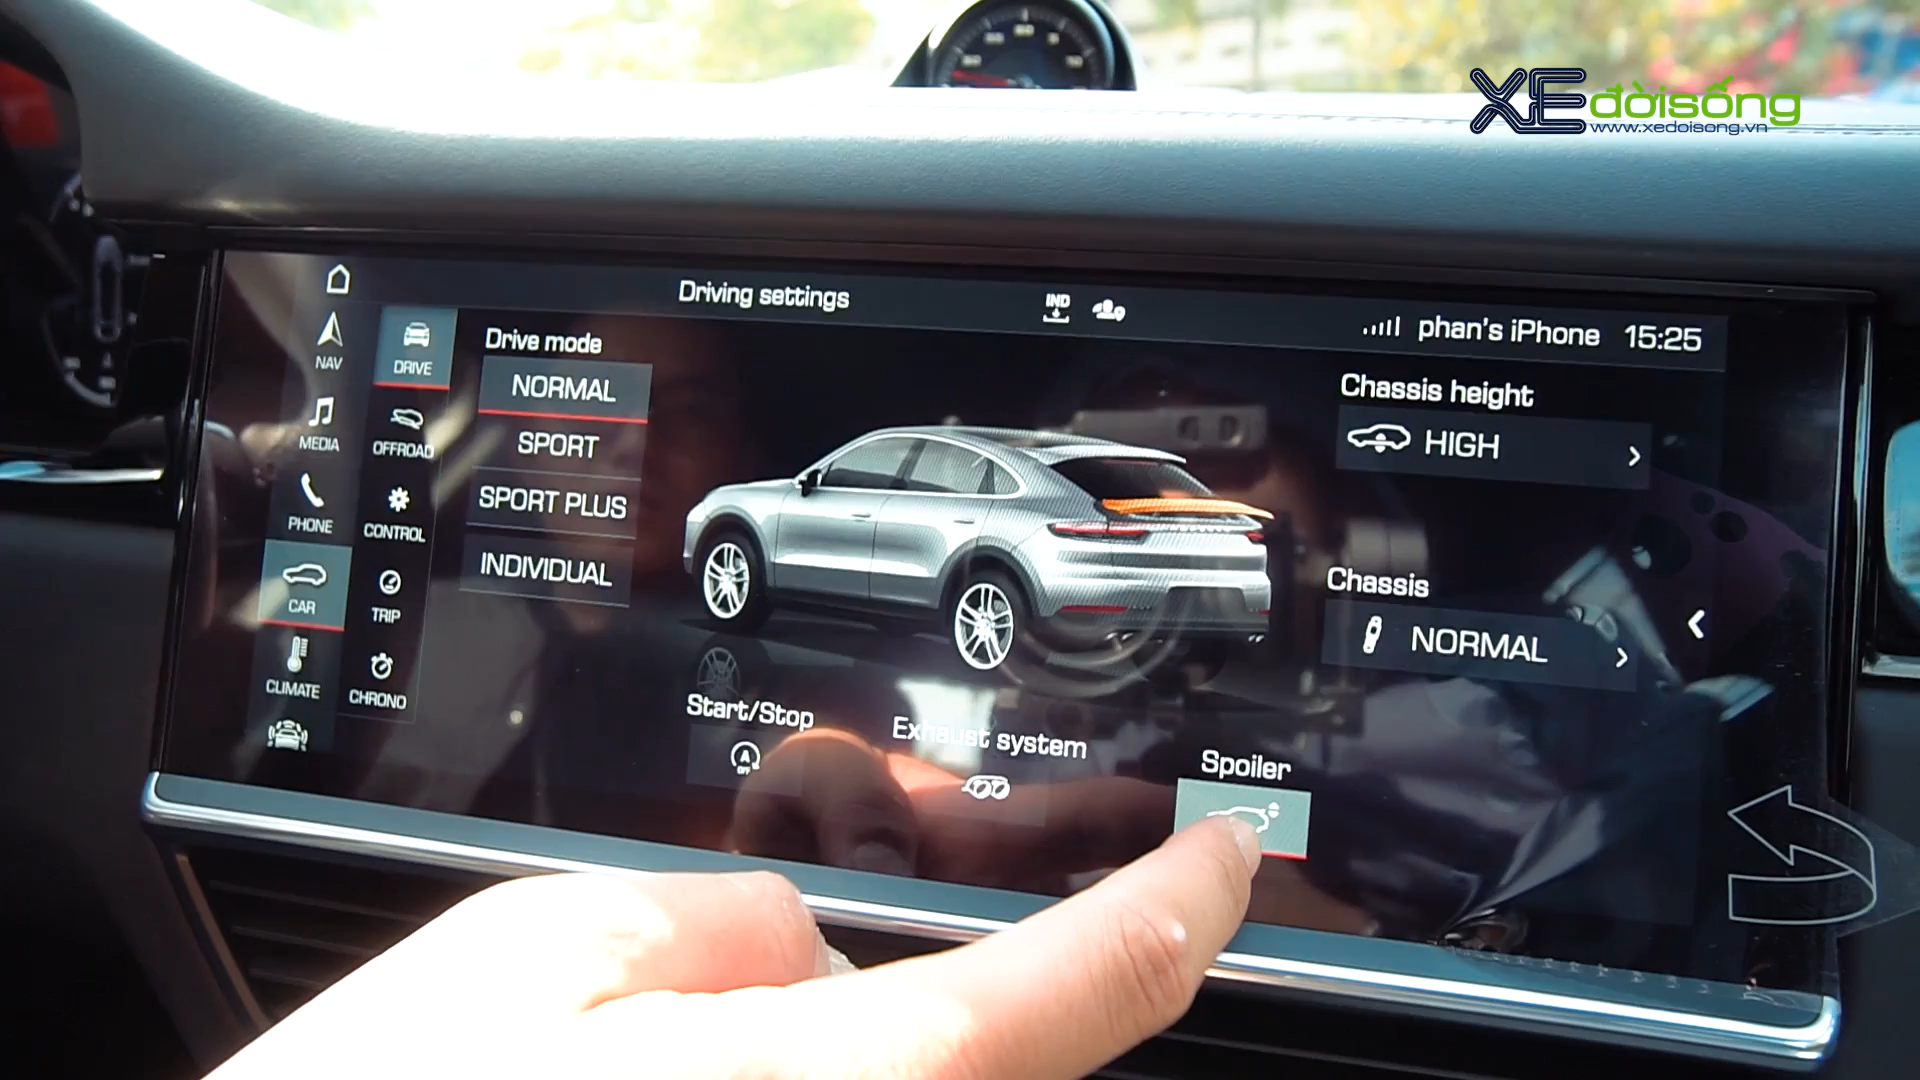 XEđờisống
www.xedoisong.vn
Driving settings
IND
phan's iPhone 15:25
NAV
MEDIA
PHONE
CAR
CLIMATE
DRIVE
OFFROAD
CONTROL
TRIP
CHRONO
Drive mode
NORMAL
SPORT
SPORT PLUS
INDIVIDUAL
Chassis height
HIGH
Chassis
NORMAL
Start/Stop
A
OFF
Exhaust system
Spoiler